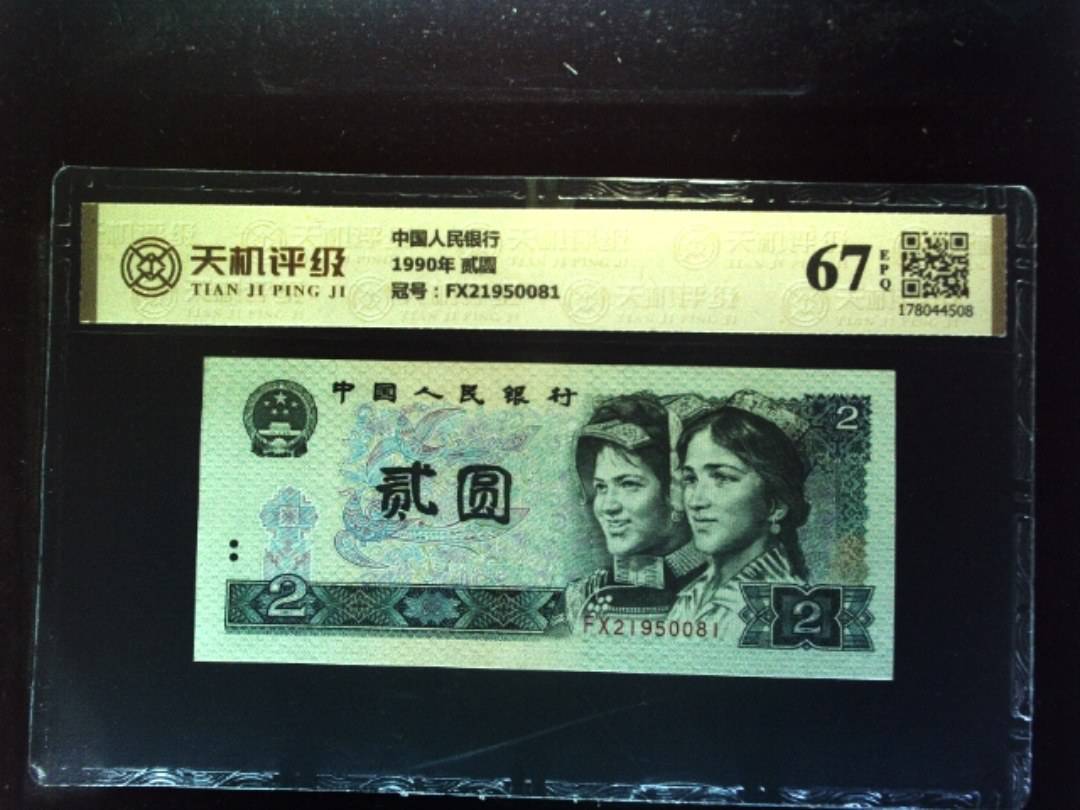 天机评级
TIAN JI PING JI
中国人民银行
1990年 贰圆
冠号：FX21950081
67
EPQ
178044508
中国人民银行
2
贰圆
2
FX21950081
2